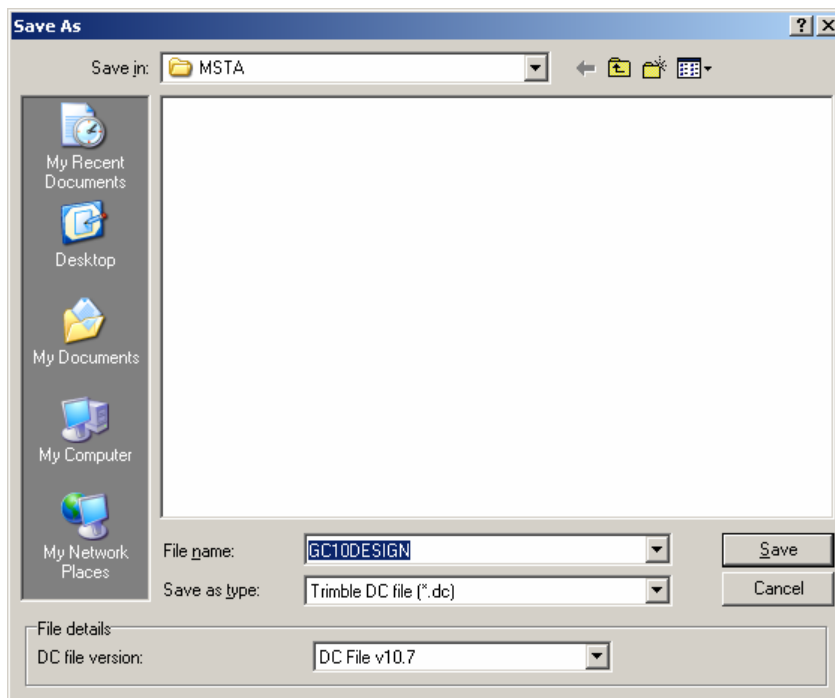 Save As
Save in: MSTA
My Recent
Documents
Desktop
My Documents
My Computer
My Network
Places
File name: GC10DESIGN Save
Save as type: Trimble DC file (*.dc) Cancel
File details
DC file version: DC File v10.7